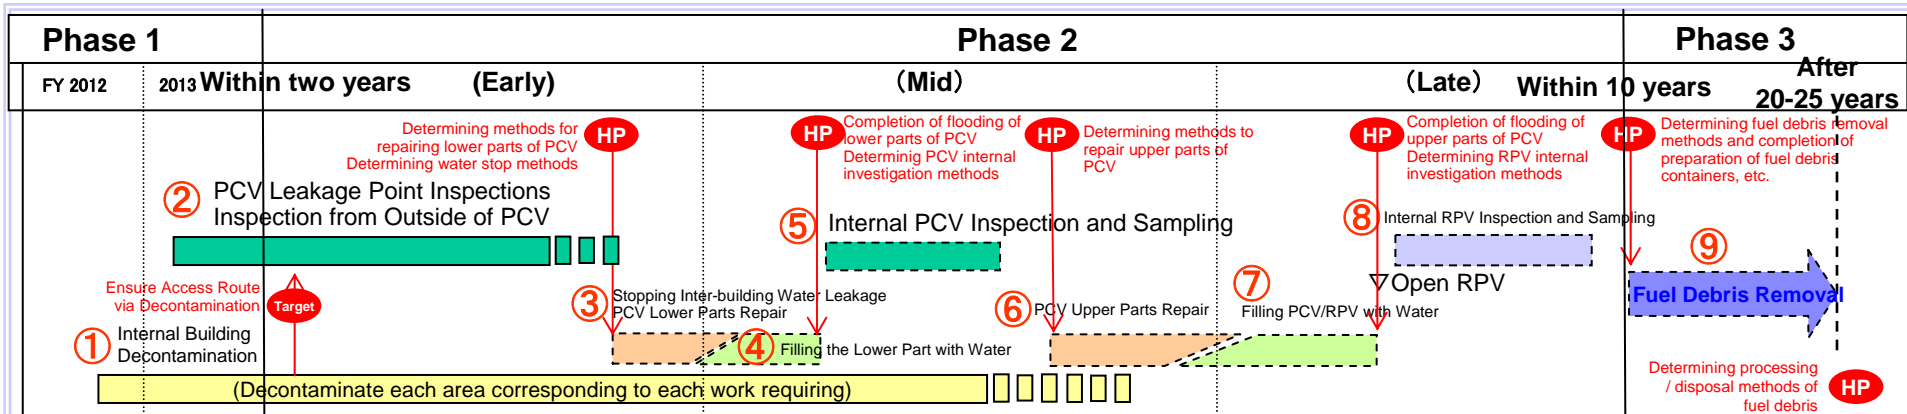 Phase 1
Phase 2
Phase 3
FY 2012
2013
Within two years
(Early)
(Mid)
(Late)
Within 10 years
After
20-25 years
Determining methods for
repairing lower parts of PCV
Determining water stop methods
HP
HP
Completion of flooding of
lower parts of PCV
Determinig PCV internal
investigation methods
HP
Determining methods to
repair upper parts of
PCV
HP
Completion of flooding of
upper parts of PCV
Determining RPV internal
investigation methods
HP
Determining fuel debris removal
methods and completion of
preparation of fuel debris
containers, etc.
②
PCV Leakage Point Inspections
Inspection from Outside of PCV
⑤
Internal PCV Inspection and Sampling
⑧
Internal RPV Inspection and Sampling
⑨
Ensure Access Route
via Decontamination
Target
③
Stopping Inter-building Water Leakage
PCV Lower Parts Repair
⑥
PCV Upper Parts Repair
⑦
▽Open RPV
Filling PCV/RPV with Water
Fuel Debris Removal
①
Internal Building
Decontamination
④
Filling the Lower Part with Water
(Decontaminate each area corresponding to each work requiring)
Determining processing
/ disposal methods of
fuel debris
HP